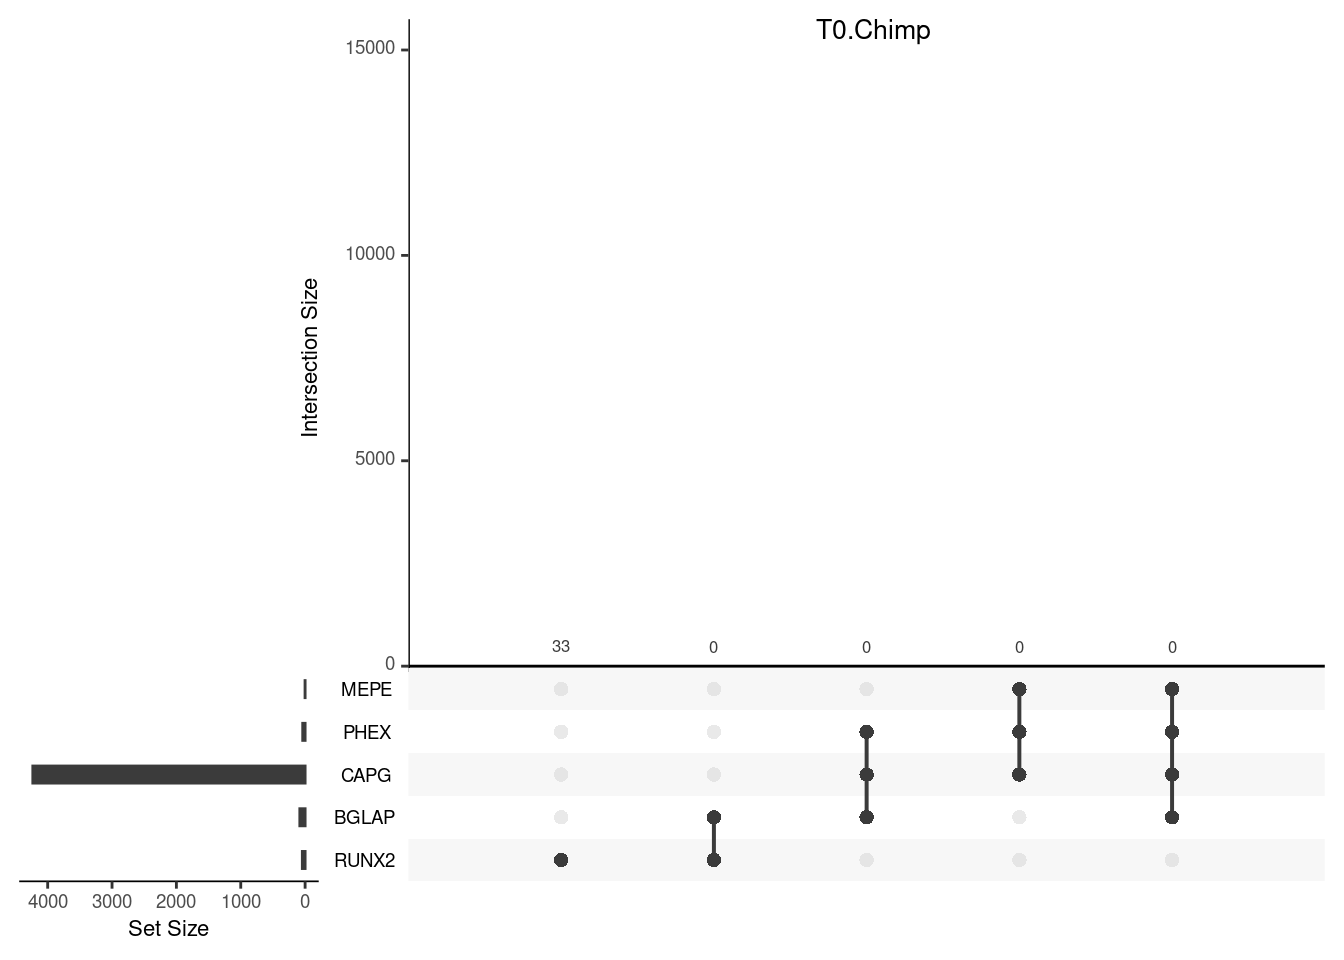 T0.Chimp
15000
10000
5000
0
Intersection Size
33 0 0 0 0
MEPE
PHEX
CAPG
BGLAP
RUNX2
4000 3000 2000 1000 0
Set Size